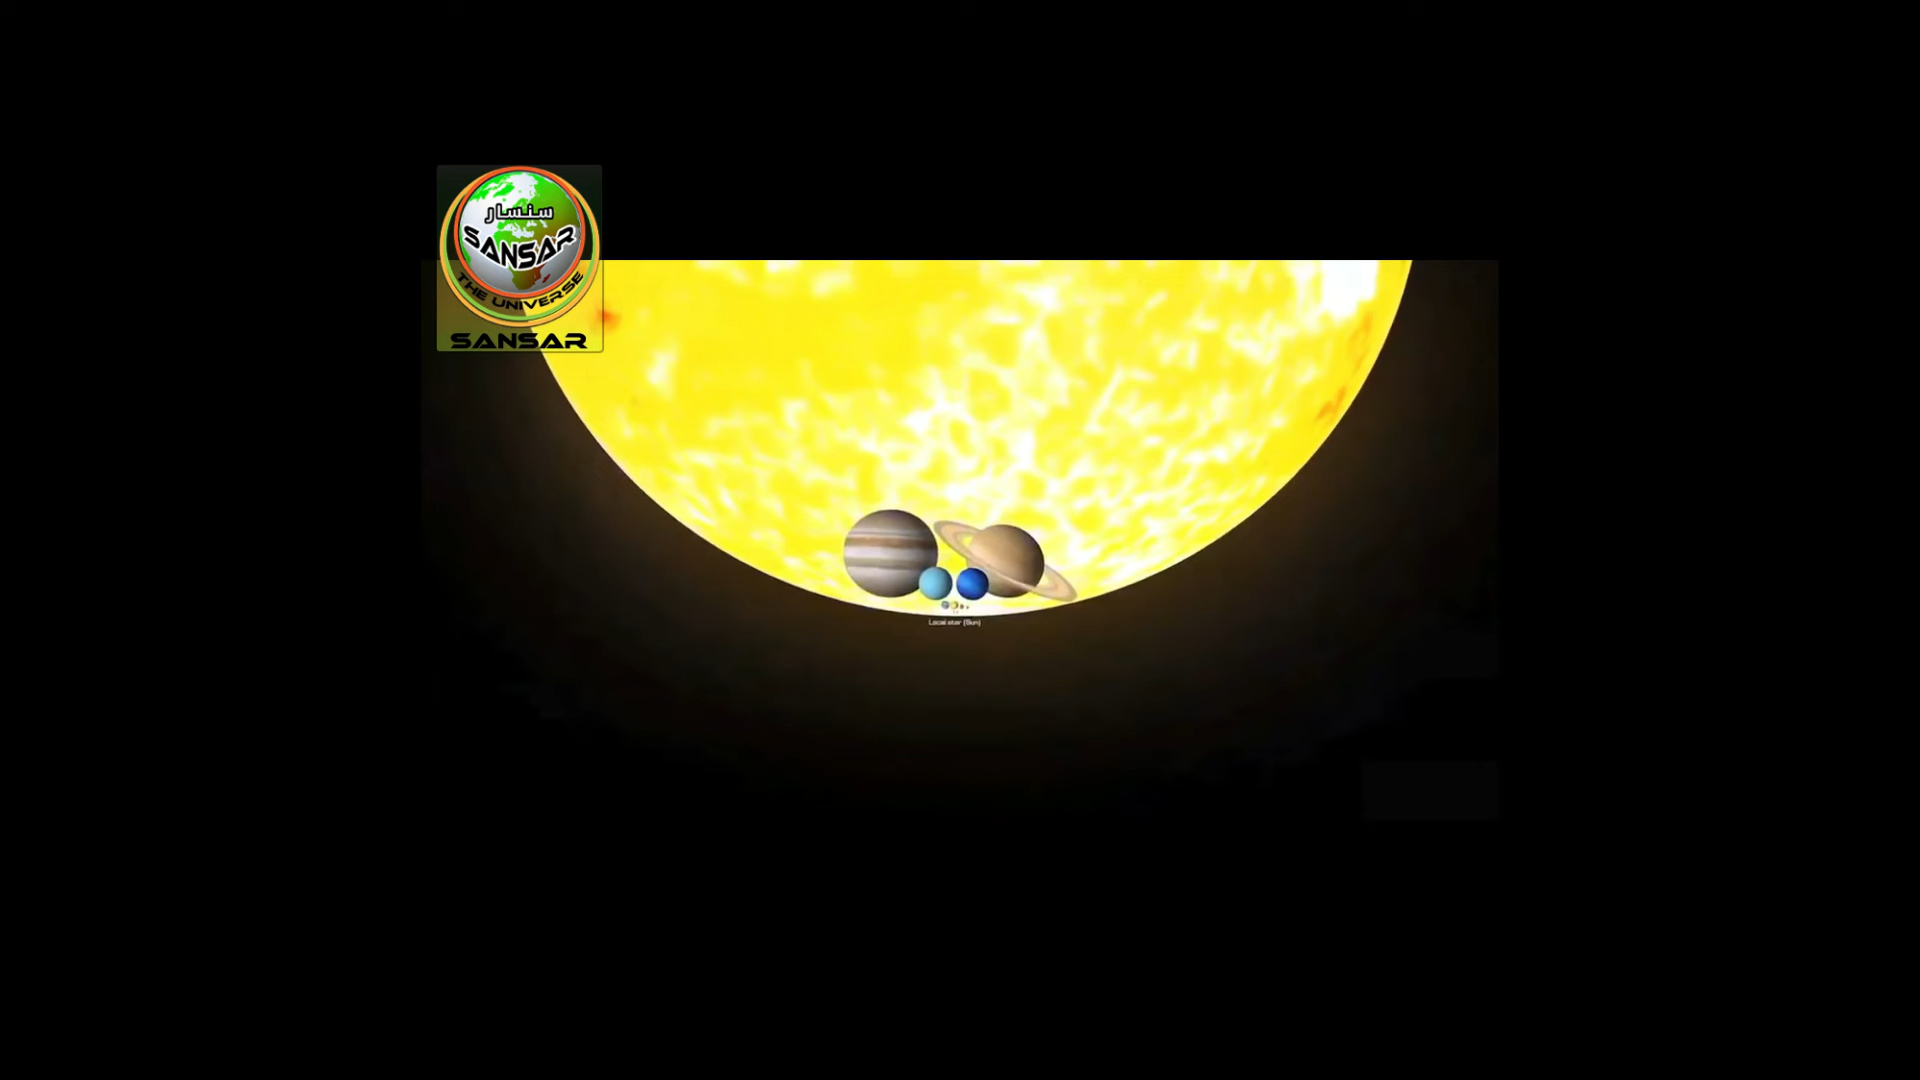 سنسار
SANSAR
THE UNIVERSE
SANSAR
Local star (Sun)